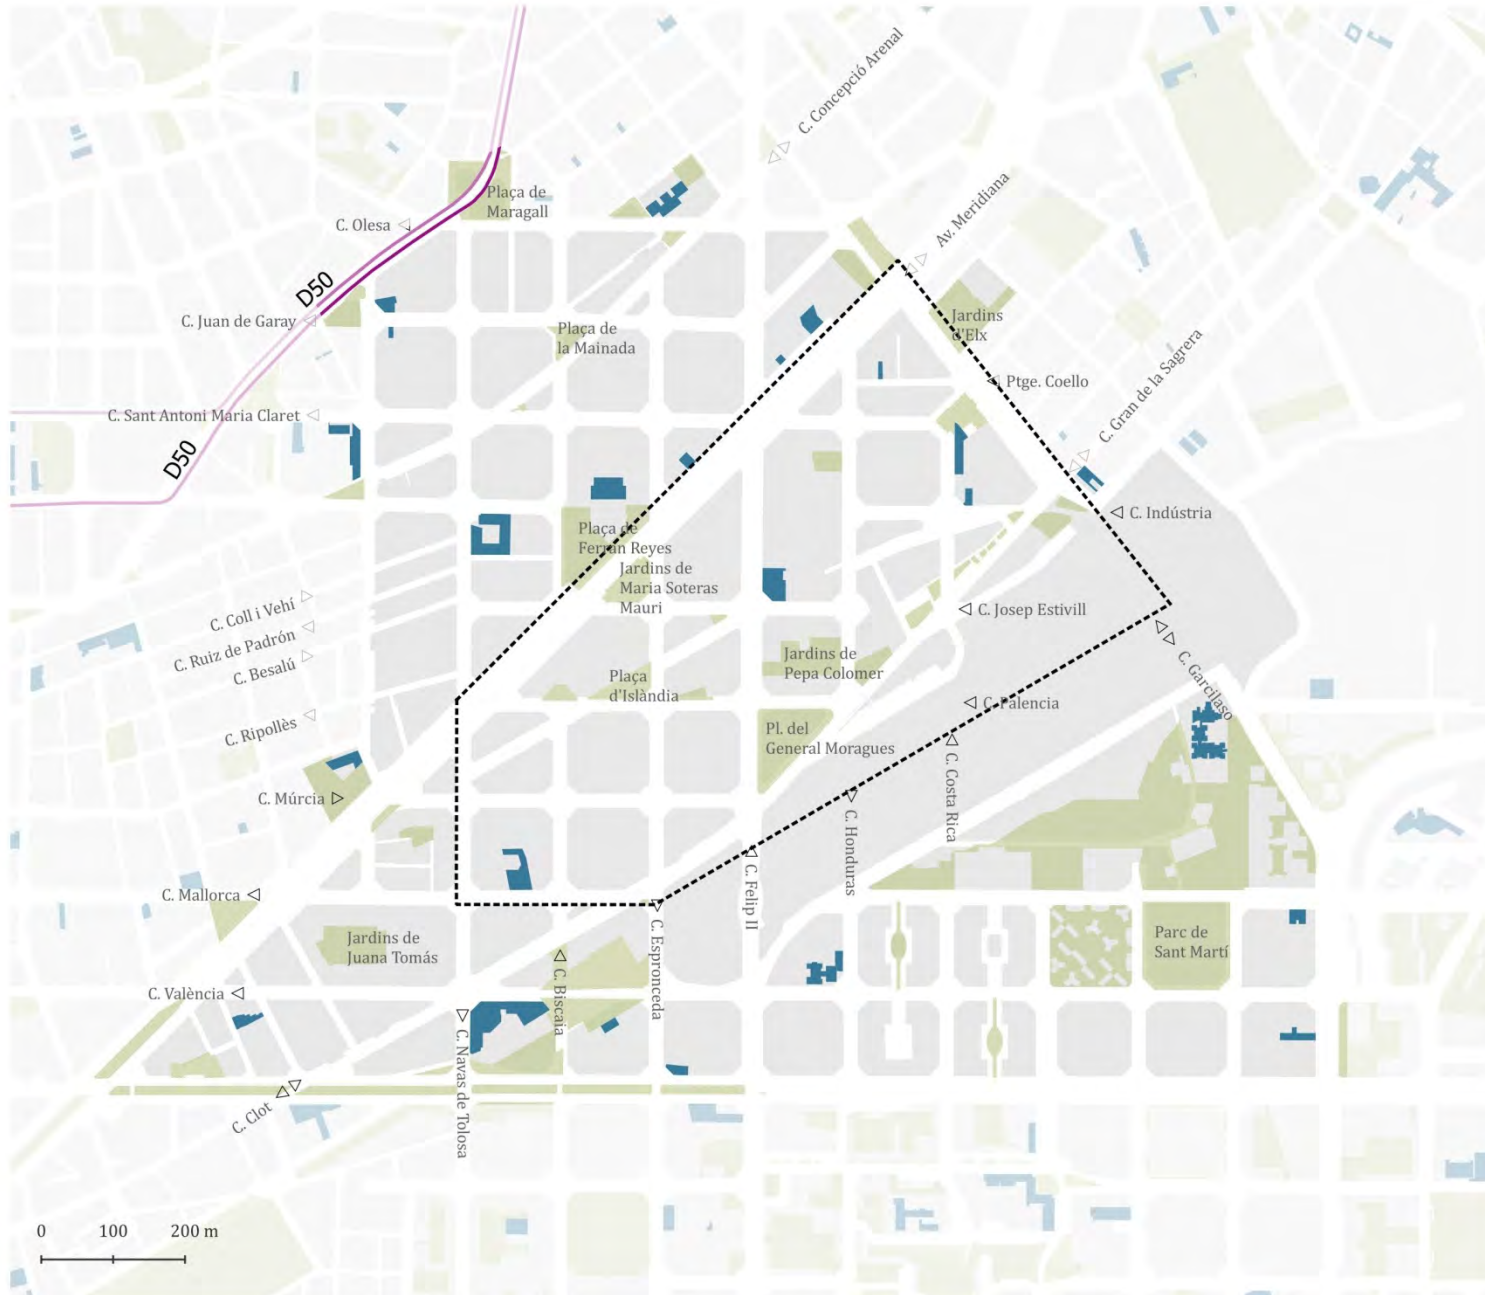 C. Concepció Arenal
Plaça de
Maragall
Av. Meridiana
C. Olesa
D50
C. Juan de Garay
Jardins
d'Elx
Plaça de
la Mainada
C. Gran de la Sagrera
Ptge. Coello
C. Sant Antoni Maria Claret
D50
C. Indústria
Plaça de
Ferran Reyes
Jardins de
Maria Soteras
Mauri
C. Coll i Vehí
C. Josep Estivill
C. Ruiz de Padrón
C. Besalú
Jardins de
Pepa Colomer
C. Garcilaso
Plaça
d'Islàndia
C. Palencia
C. Ripollès
Pl. del
General Moragues
C. Costa Rica
C. Múrcia
C. Honduras
C. Felip II
C. Mallorca
C. Espronceda
Jardins de
Juana Tomás
Parc de
Sant Martí
C. Biscaia
C. València
C. Navas de Tolosa
C. Clot
0 100 200 m